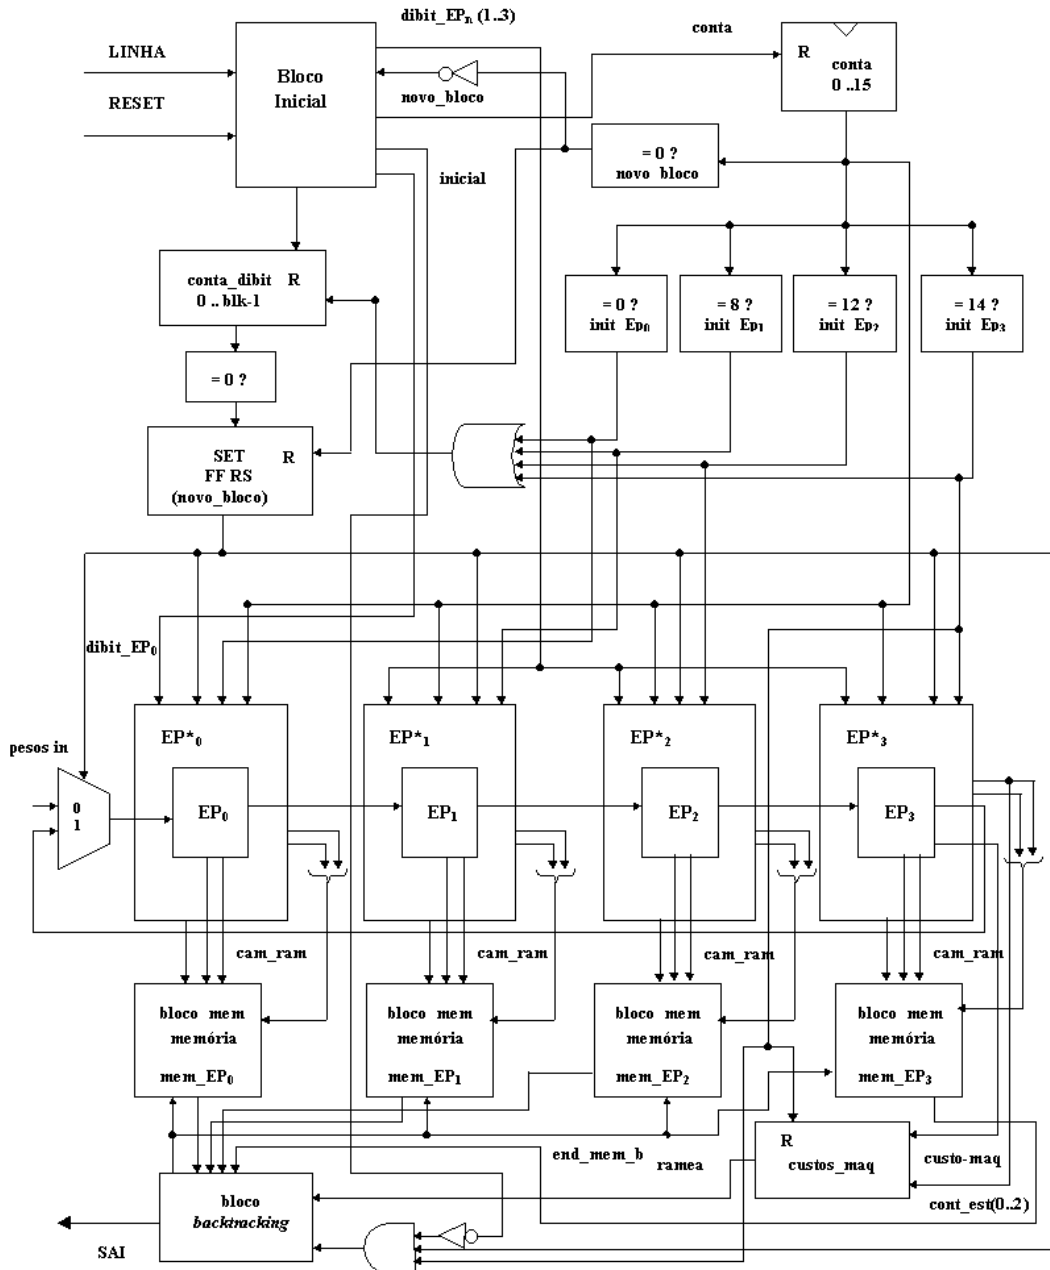 dibit_EPn (1..3)
conta
LINHA
RESET
Bloco
Inicial
novo_bloco
R
conta
0 ..15
= 0 ?
novo bloco
inicial
conta_dibit R
0 .. blk-1
= 0 ?
init Ep0
= 8 ?
init Ep1
= 12 ?
init Ep2
= 14 ?
init Ep3
= 0 ?
SET R
FF RS
(novo_bloco)
dibit_EP0
pesos in
0
1
EP*0
EP*1
EP*2
EP*3
EP0
EP1
EP2
EP3
cam_ram
cam_ram
cam_ram
cam_ram
bloco mem
memória
mem_EP0
bloco mem
memória
mem_EP1
bloco mem
memória
mem_EP2
bloco mem
memória
mem_EP3
end_mem_b
ramea
R
custos_maq
custo-maq
cont_est(0..2)
bloco
backtracking
SAI